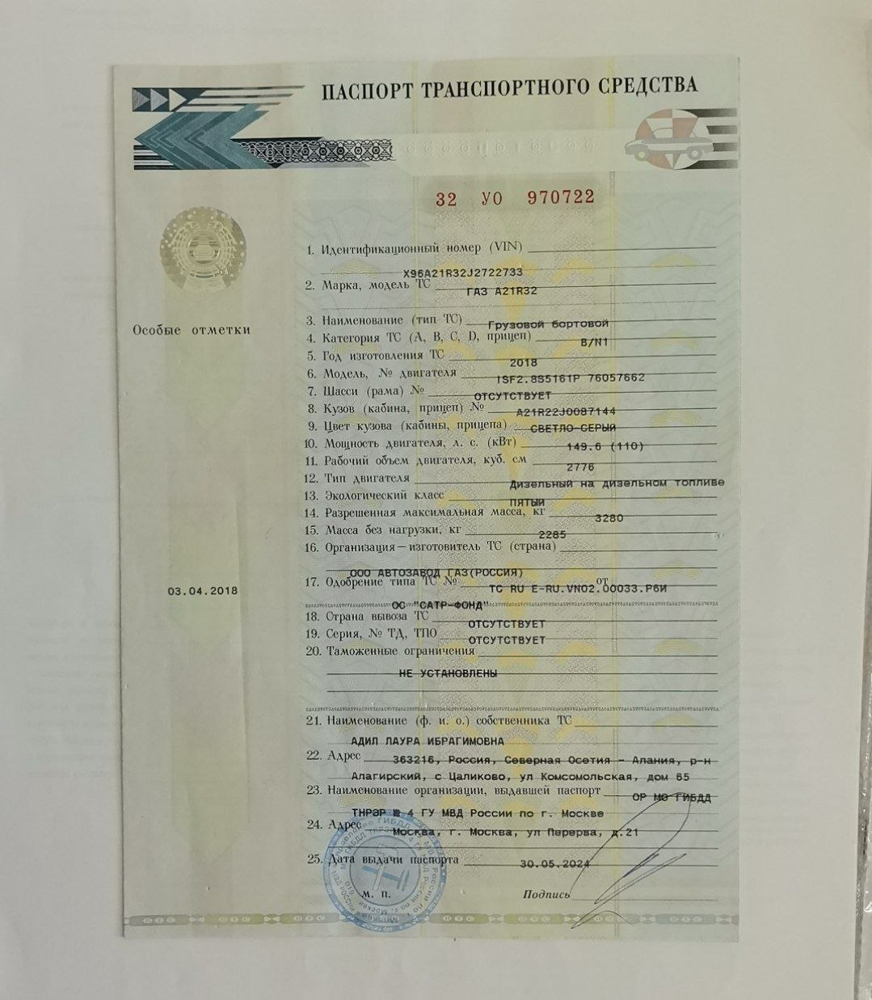 ПАСПОРТ ТРАНСПОРТНОГО СРЕДСТВА
32 УО 970722
1. Идентификационный номер (VIN)
X96A21R32J2722733
2. Марка, модель ТС ГАЗ A21R32
3. Наименование (тип ТС) Грузовой бортовой
Особые отметки
4. Категория ТС (A, B, C, D, прицеп) B/N1
5. Год изготовления ТС 2018
6. Модель, № двигателя ISF2.8S5161P 76057662
7. Шасси (рама) № ОТСУТСТВУЕТ
8. Кузов (кабина, прицеп) № A21R22J0087144
9. Цвет кузова (кабины, прицепа) СВЕТЛО-СЕРЫЙ
10. Мощность двигателя, л. с. (кВт) 149.6 (110)
11. Рабочий объем двигателя, куб. см 2776
12. Тип двигателя Дизельный на дизельном топливе
13. Экологический класс ПЯТЫЙ
14. Разрешенная максимальная масса, кг 3280
15. Масса без нагрузки, кг 2285
16. Организация—изготовитель ТС (страна)
ООО АВТОЗАВОД ГАЗ(РОССИЯ)
17. Одобрение типа ТС № ТС RU E-RU.VN02.00033.Р6И от
03.04.2018
ОС "САТР-ФОНД"
18. Страна вывоза ТС ОТСУТСТВУЕТ
19. Серия, № ТД, ТПО ОТСУТСТВУЕТ
20. Таможенные ограничения
НЕ УСТАНОВЛЕНЫ
21. Наименование (ф. и. о.) собственника ТС
АДИЛ ЛАУРА ИБРАГИМОВНА
22. Адрес 363216, Россия, Северная Осетия - Алания, р-н
Алагирский, с Цаликово, ул Комсомольская, дом 65
23. Наименование организации, выдавшей паспорт ОР МО ГИБДД
ТНРЭР № 4 ГУ МВД России по г. Москве
24. Адрес Москва, г. Москва, ул Перерва, д.21
25. Дата выдачи паспорта 30.05.2024
М. П. Подпись